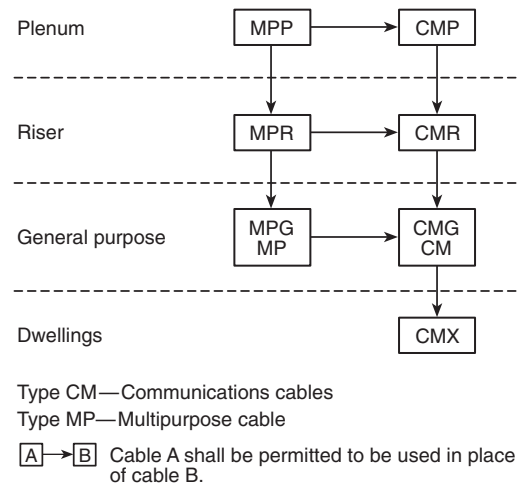 Plenum MPP CMP
Riser MPR CMR
General purpose MPG MP CMG CM
Dwellings CMX
Type CM—Communications cables
Type MP—Multipurpose cable
A B Cable A shall be permitted to be used in place
of cable B.